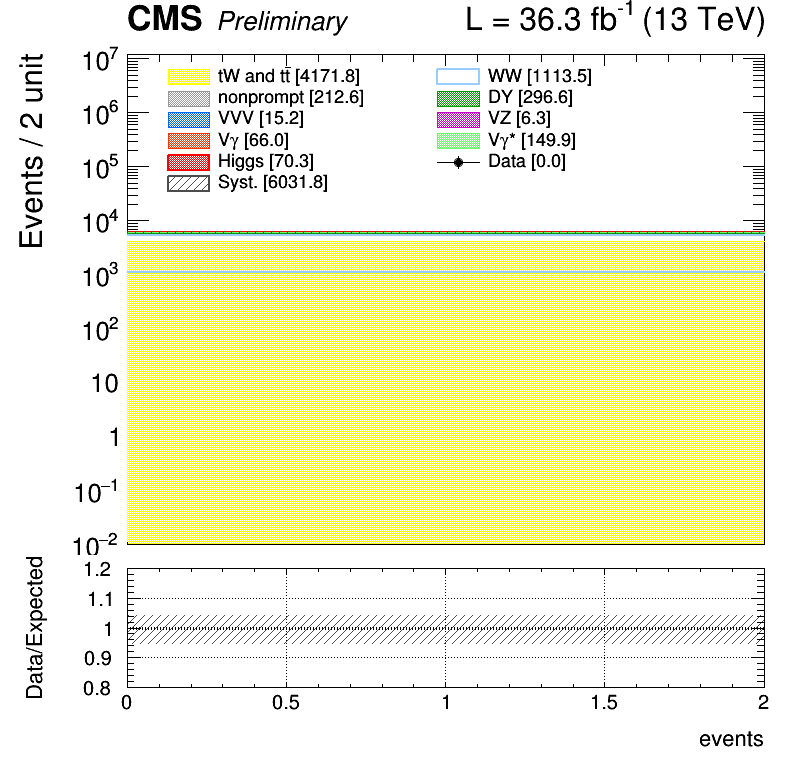 CMS Preliminary L = 36.3 fb⁻¹ (13 TeV)
Events / 2 unit
10⁷
10⁶
10⁵
10⁴
10³
10²
10
1
10⁻¹
10⁻²
tW and tt̅ [4171.8]
nonprompt [212.6]
VVV [15.2]
Vγ [66.0]
Higgs [70.3]
Syst. [6031.8]
WW [1113.5]
DY [296.6]
VZ [6.3]
Vγ* [149.9]
Data [0.0]
Data/Expected
1.2
1.1
1
0.9
0.8
0 0.5 1 1.5 2
events